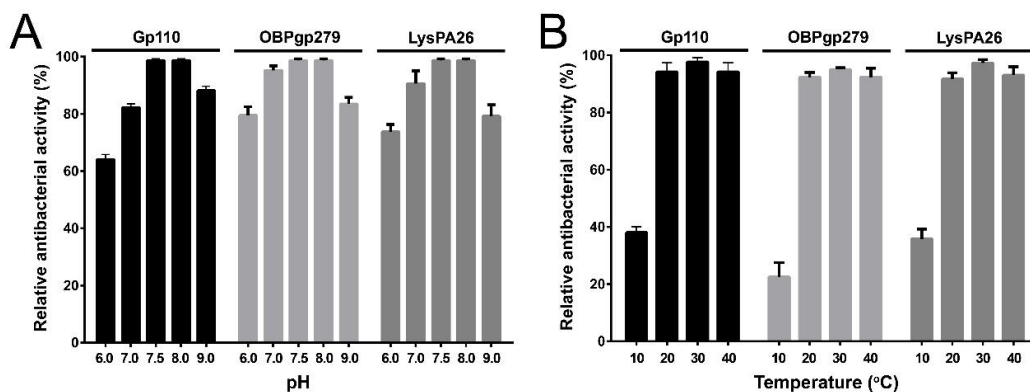 A
Gp110 OBPgp279 LysPA26
Relative antibacterial activity (%)
100
80
60
40
20
0
6.0 7.0 7.5 8.0 9.0 6.0 7.0 7.5 8.0 9.0 6.0 7.0 7.5 8.0 9.0
pH
B
Gp110 OBPgp279 LysPA26
Relative antibacterial activity (%)
100
80
60
40
20
0
10 20 30 40 10 20 30 40 10 20 30 40
Temperature (°C)